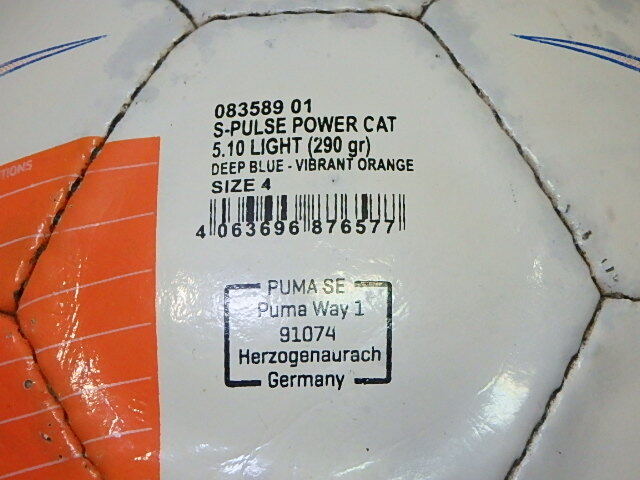 083589 01
S-PULSE POWER CAT
5.10 LIGHT (290 gr)
DEEP BLUE - VIBRANT ORANGE
SIZE 4
4 063696 876577
PUMA SE
Puma Way 1
91074
Herzogenaurach
Germany